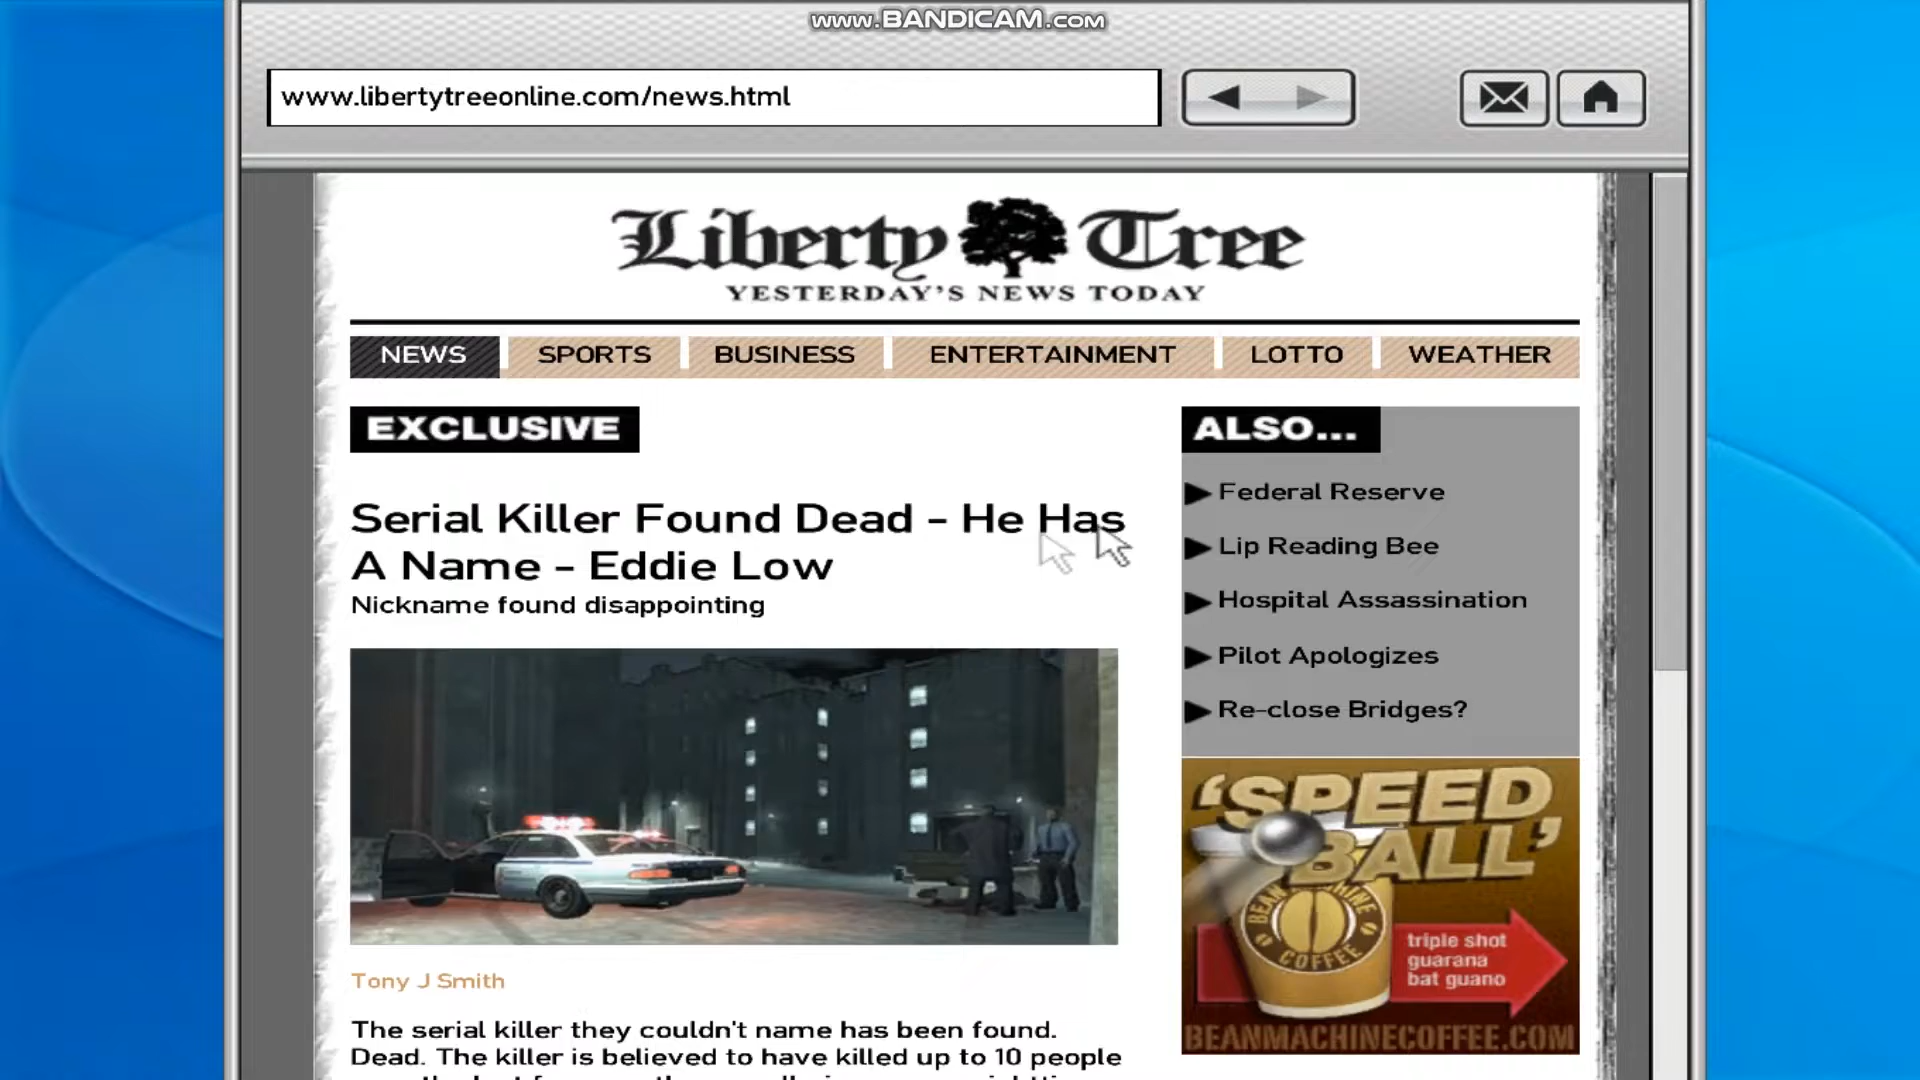 www.BANDICAM.com
www.libertytreeonline.com/news.html
Liberty Tree
YESTERDAY'S NEWS TODAY
NEWS SPORTS BUSINESS ENTERTAINMENT LOTTO WEATHER
EXCLUSIVE
Serial Killer Found Dead - He Has
A Name - Eddie Low
Nickname found disappointing
Tony J Smith
The serial killer they couldn't name has been found.
Dead. The killer is believed to have killed up to 10 people
ALSO...
Federal Reserve
Lip Reading Bee
Hospital Assassination
Pilot Apologizes
Re-close Bridges?
'SPEED
BALL'
BEAN MACHINE
COFFEE
triple shot
guarana
bat guano
BEANMACHINECOFFEE.COM